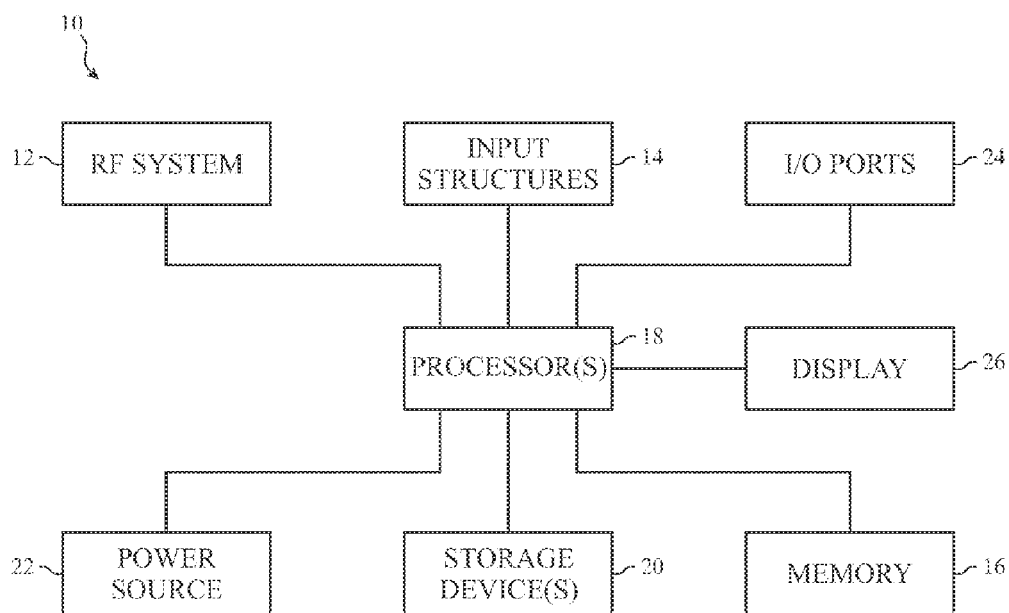 10
12 RF SYSTEM
INPUT
STRUCTURES 14
I/O PORTS 24
PROCESSOR(S) 18
DISPLAY 26
22 POWER
SOURCE
STORAGE
DEVICE(S) 20
MEMORY 16